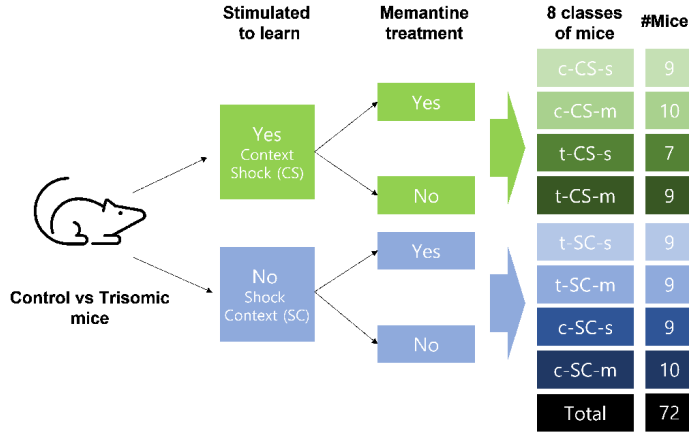 Stimulated
to learn
Memantine
treatment
8 classes
of mice
#Mice
Yes
Context
Shock (CS)
Yes
No
No
Shock
Context (SC)
Yes
No
Control vs Trisomic
mice
c-CS-s 9
c-CS-m 10
t-CS-s 7
t-CS-m 9
t-SC-s 9
t-SC-m 9
c-SC-s 9
c-SC-m 10
Total 72